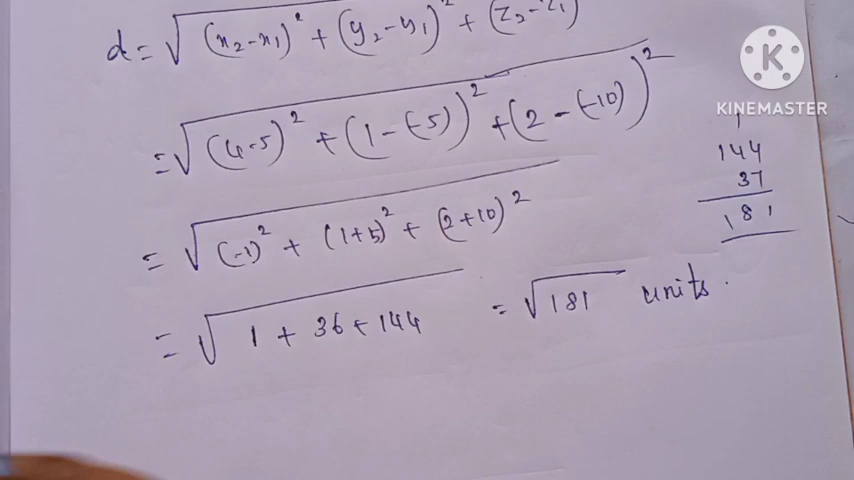 d = √(x₂-x₁)² + (y₂-y₁)² + (z₂-z₁)
= √(4-5)² + (1-(-5))² + (2-(-10))²
= √(-1)² + (1+5)² + (2+10)²
= √1 + 36 + 144 = √181 units.
K
KINEMASTER
1
144
37
181